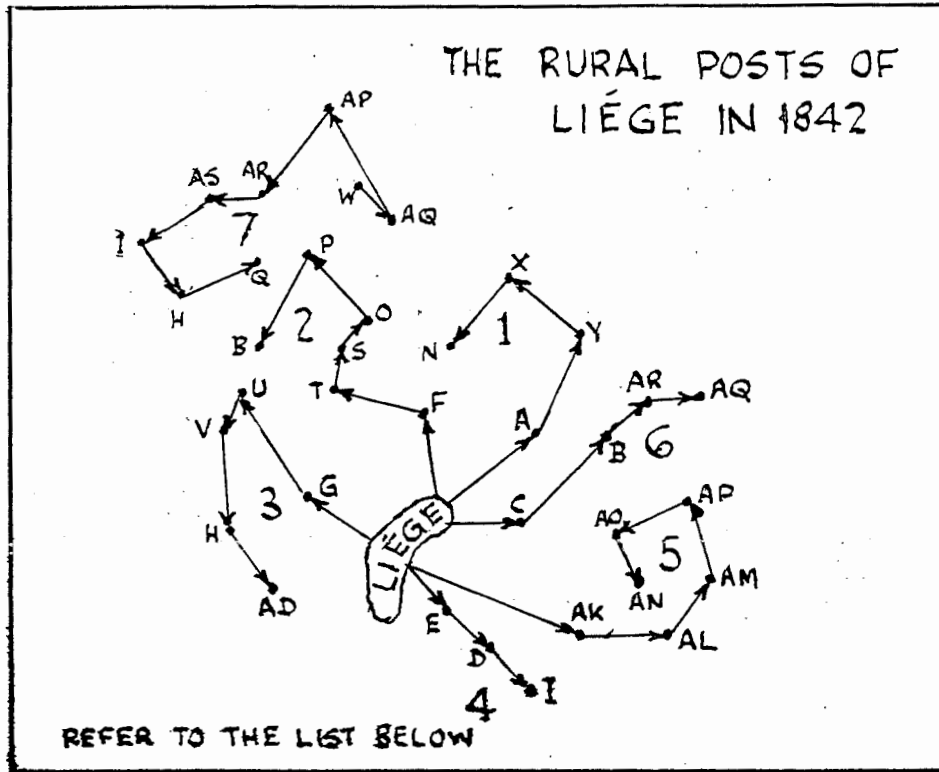 THE RURAL POSTS OF
LIÉGE IN 1842
AP
AS
AR
W
AQ
I
7
Q
H
P
2
O
B
S
T
X
1
N
Y
F
A
AR
AQ
B
6
U
V
G
3
H
AD
LIÉGE
C
AP
AO
5
AN
AM
AK
AL
E
D
I
4
REFER TO THE LIST BELOW